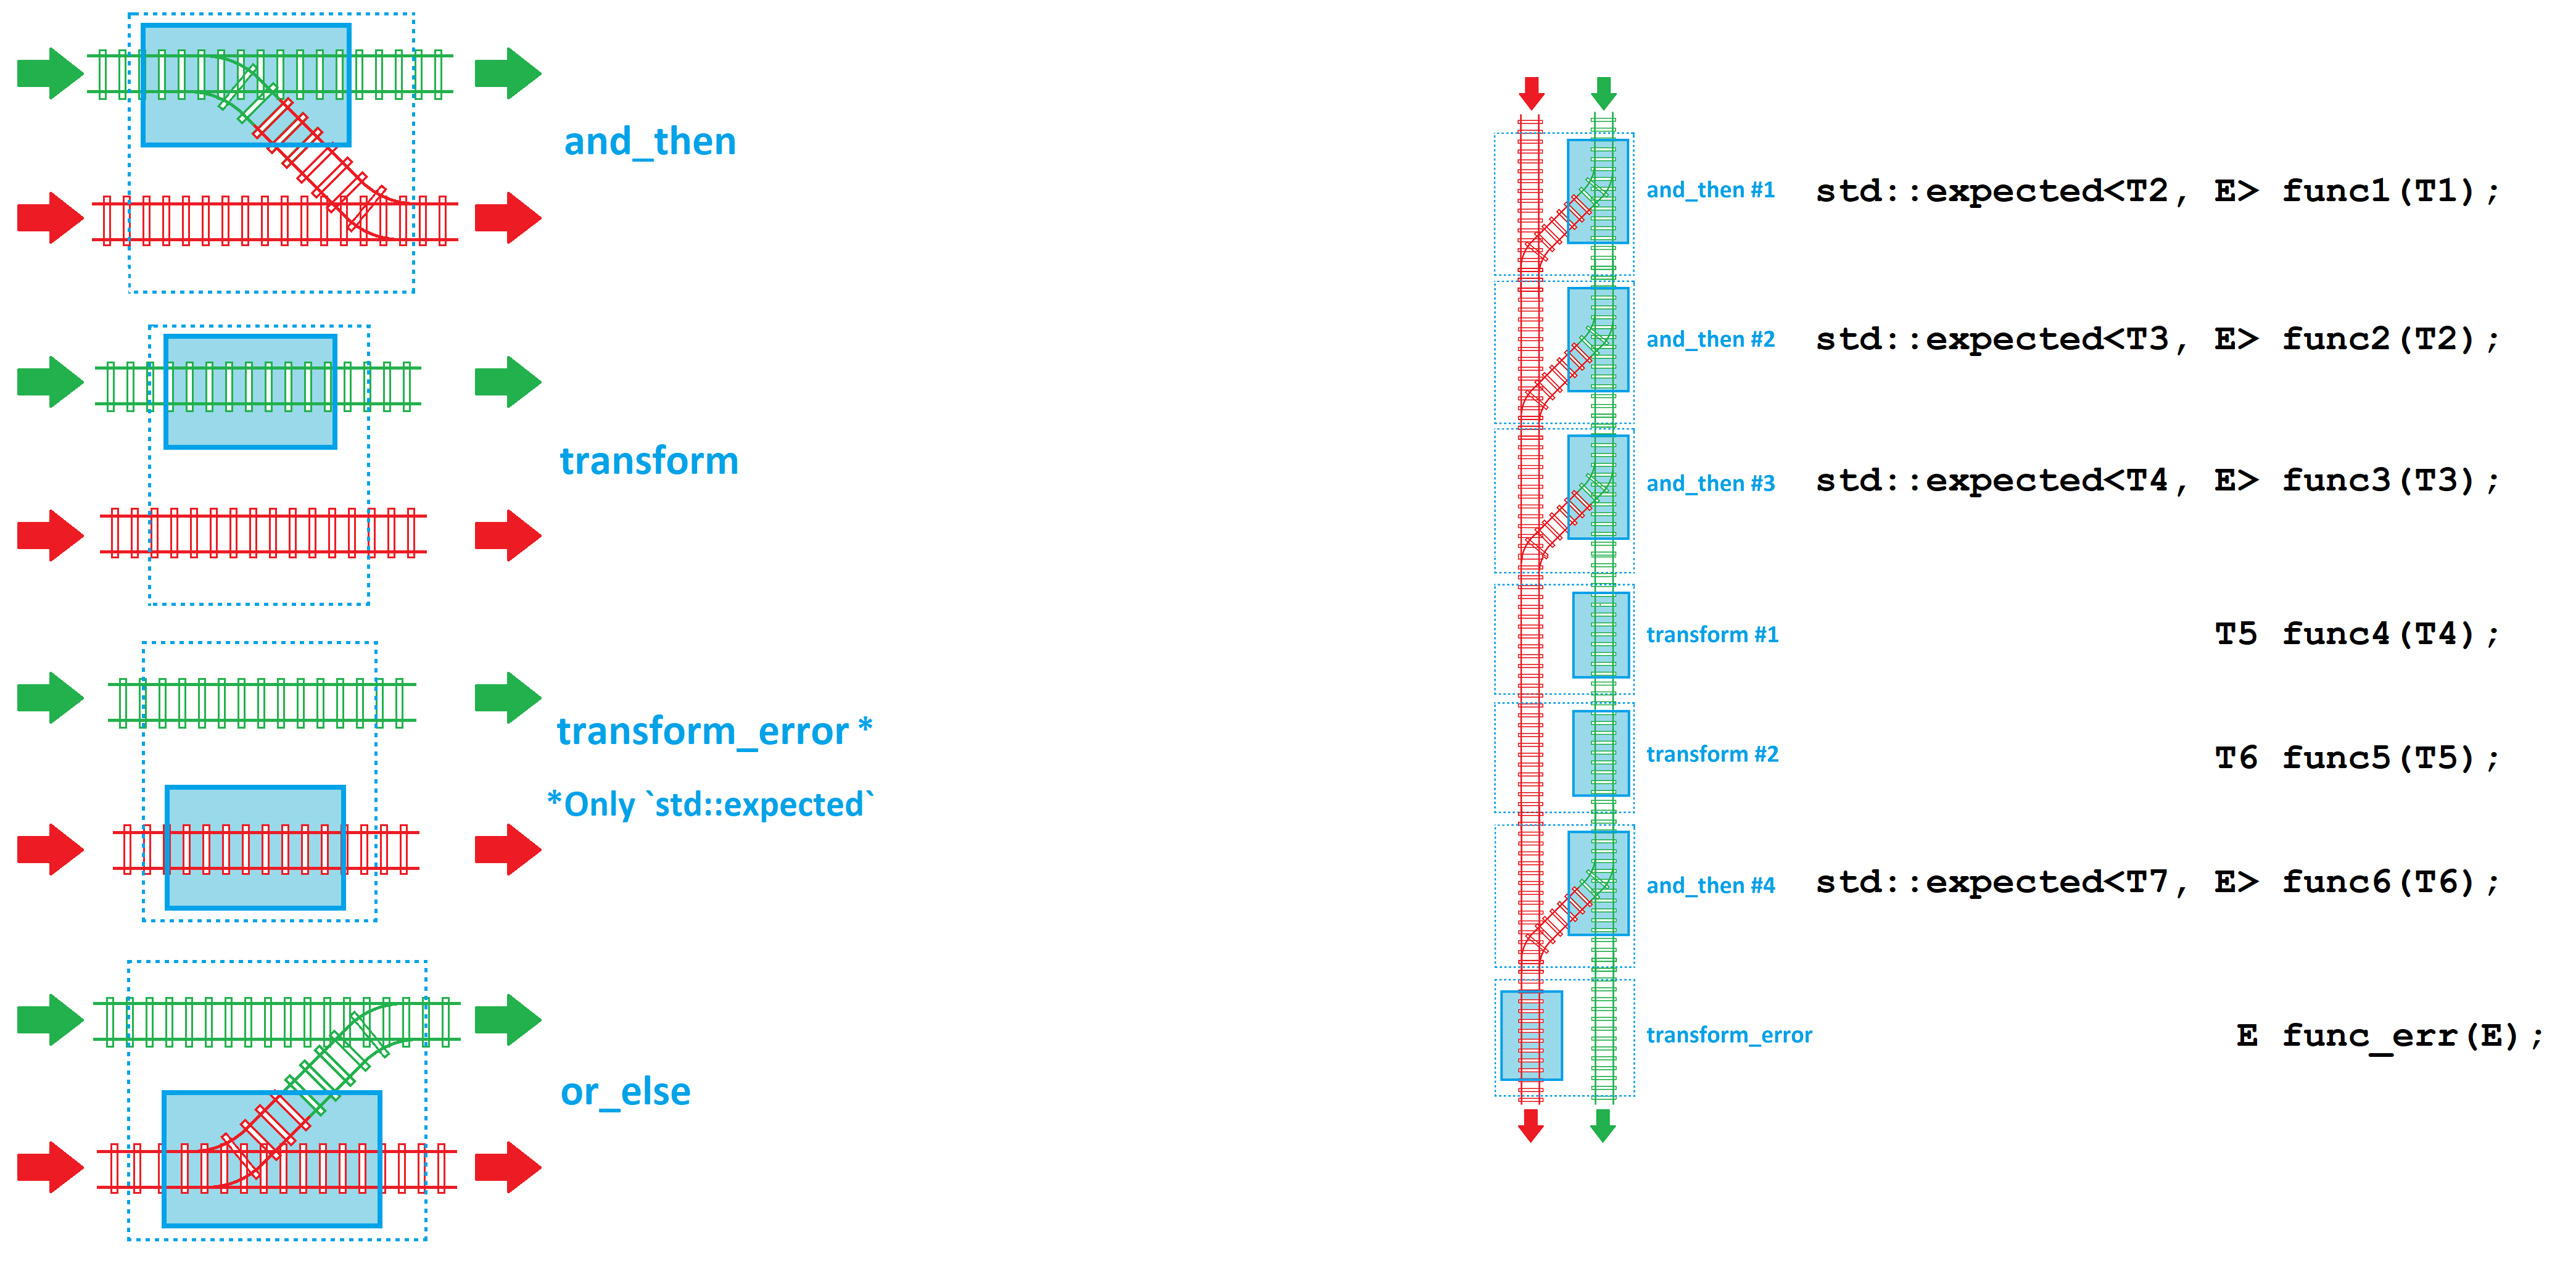 and_then
transform
transform_error *
*Only `std::expected`
or_else
and_then #1 std::expected<T2, E> func1(T1);
and_then #2 std::expected<T3, E> func2(T2);
and_then #3 std::expected<T4, E> func3(T3);
transform #1 T5 func4(T4);
transform #2 T6 func5(T5);
and_then #4 std::expected<T7, E> func6(T6);
transform_error E func_err(E);